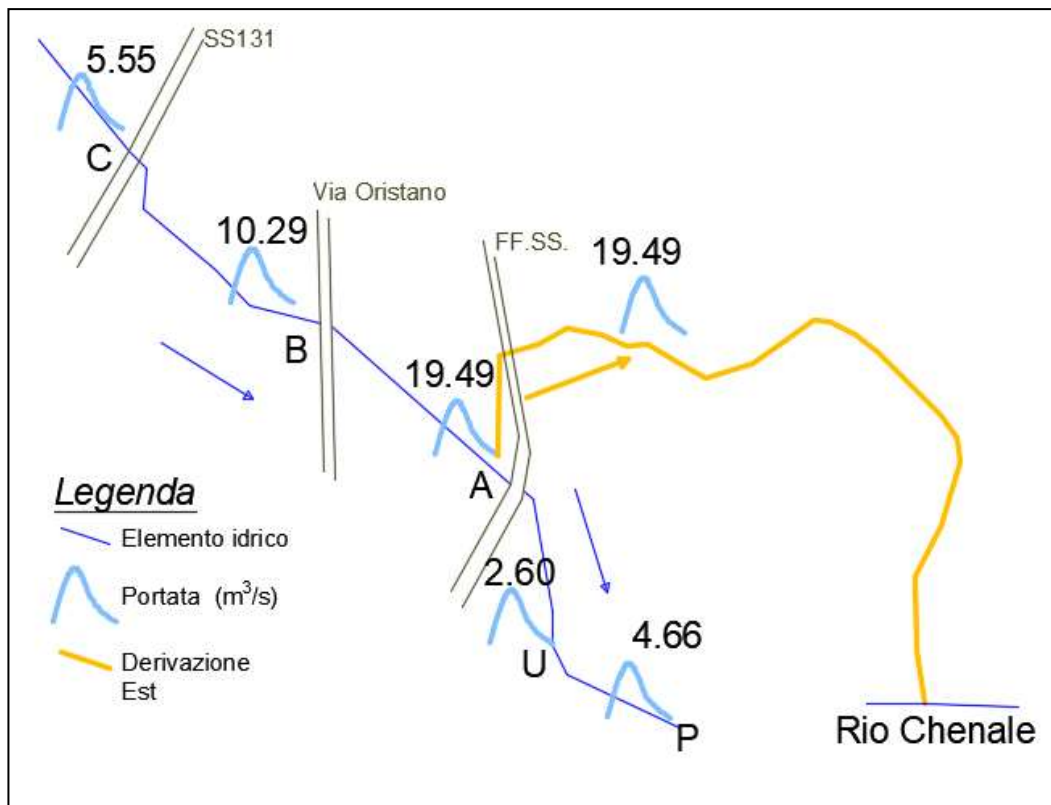 SS131
5.55
C
Via Oristano
10.29
FF.SS.
19.49
B
19.49
A
Legenda
Elemento idrico
Portata (m³/s)
Derivazione
Est
2.60
U
4.66
P
Rio Chenale